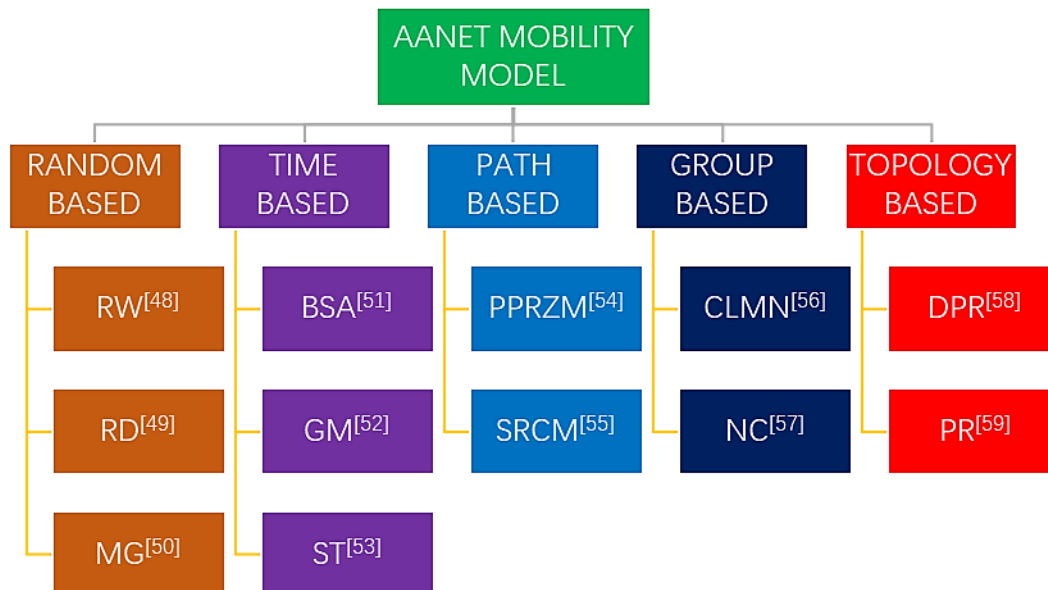 AANET MOBILITY
MODEL
RANDOM
BASED
TIME
BASED
PATH
BASED
GROUP
BASED
TOPOLOGY
BASED
RW[48]
BSA[51]
PPRZM[54]
CLMN[56]
DPR[58]
RD[49]
GM[52]
SRCM[55]
NC[57]
PR[59]
MG[50]
ST[53]